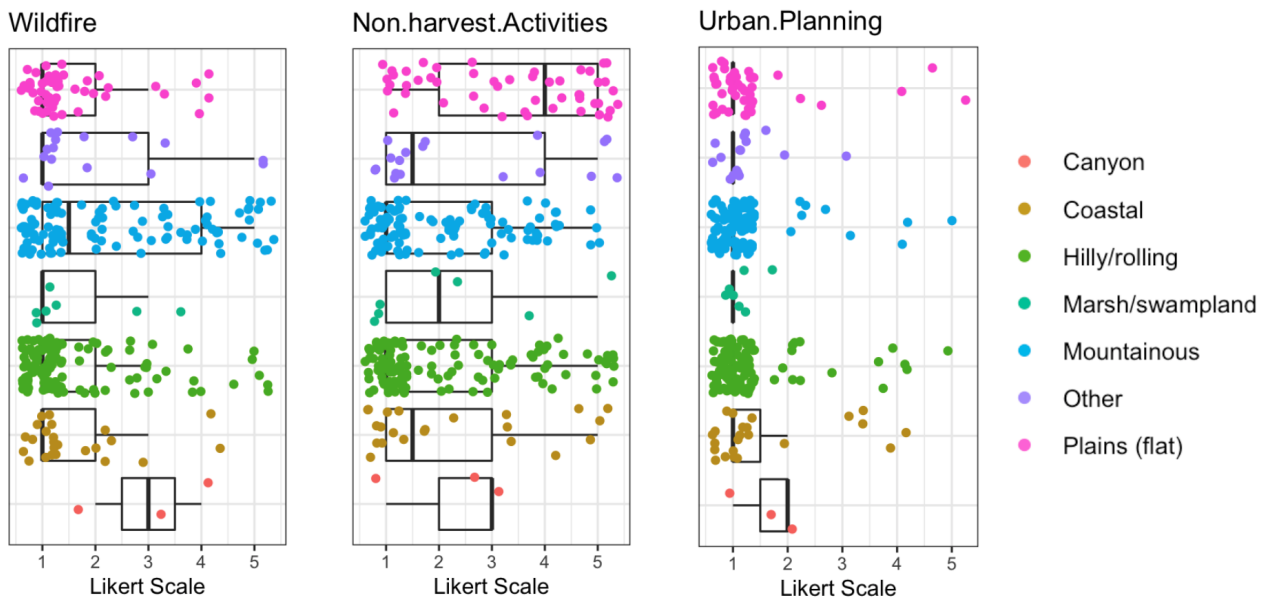 Wildfire
Non.harvest.Activities
Urban.Planning
Canyon
Coastal
Hilly/rolling
Marsh/swampland
Mountainous
Other
Plains (flat)
1 2 3 4 5
1 2 3 4 5
1 2 3 4 5
Likert Scale
Likert Scale
Likert Scale